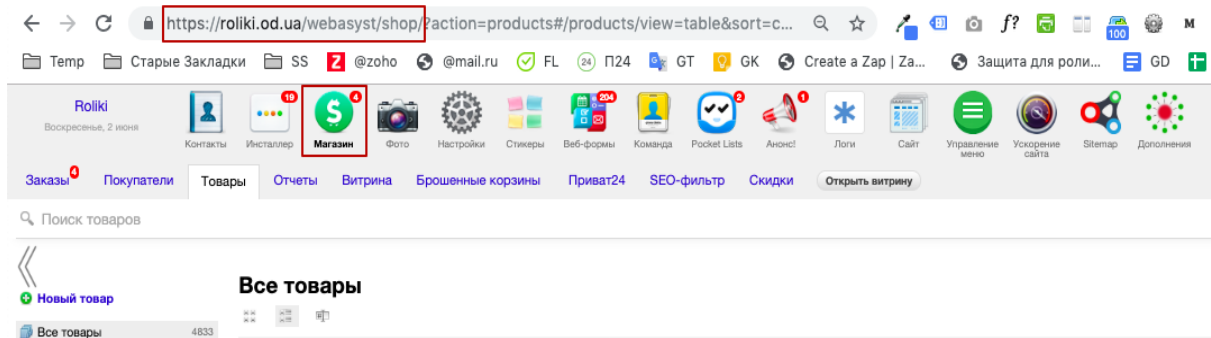 https://roliki.od.ua/webasyst/shop/?action=products#/products/view=table&sort=c...
f?
100
M
Temp
Старые Закладки
SS
Z @zoho
@mail.ru
FL
24 П24
GT
GK
Create a Zap | Za...
Защита для роли...
GD
Roliki
Воскресенье, 2 июня
19
4
204
2
0
Контакты
Инсталлер
Магазин
Фото
Настройки
Стикеры
Веб-формы
Команда
Pocket Lists
Анонс!
Логи
Сайт
Управление меню
Ускорение сайта
Sitemap
Дополнения
Заказы 4
Покупатели
Товары
Отчеты
Витрина
Брошенные корзины
Приват24
SEO-фильтр
Скидки
Открыть витрину
Поиск товаров
Новый товар
Все товары
Все товары 4833